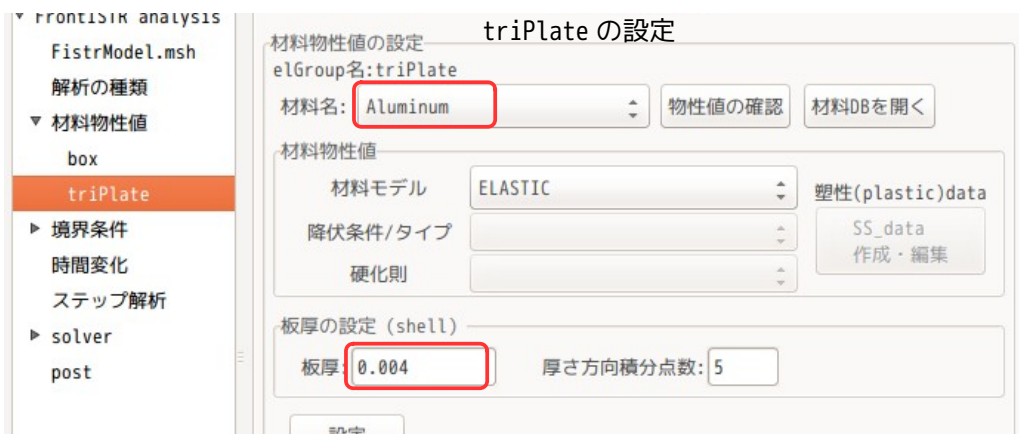 FrontISTR analysis
FistrModel.msh
解析の種類
材料物性値
box
triPlate
境界条件
時間変化
ステップ解析
solver
post
triPlate の設定
材料物性値の設定
elGroup名:triPlate
材料名: Aluminum 物性値の確認 材料DBを開く
材料物性値
材料モデル ELASTIC 塑性(plastic)data
降伏条件/タイプ SS_data
作成・編集
硬化則
板厚の設定 (shell)
板厚: 0.004 厚さ方向積分点数: 5
設定